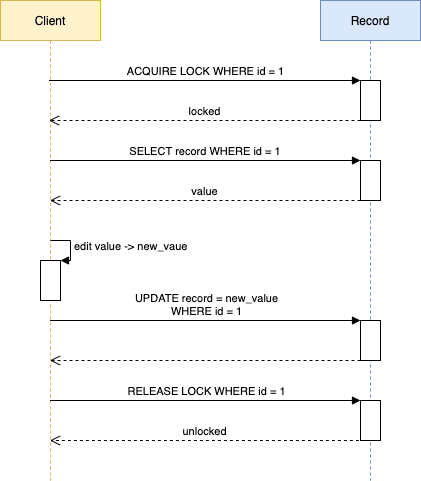 Client
Record
ACQUIRE LOCK WHERE id = 1
locked
SELECT record WHERE id = 1
value
edit value -> new_vaue
UPDATE record = new_value
WHERE id = 1
RELEASE LOCK WHERE id = 1
unlocked